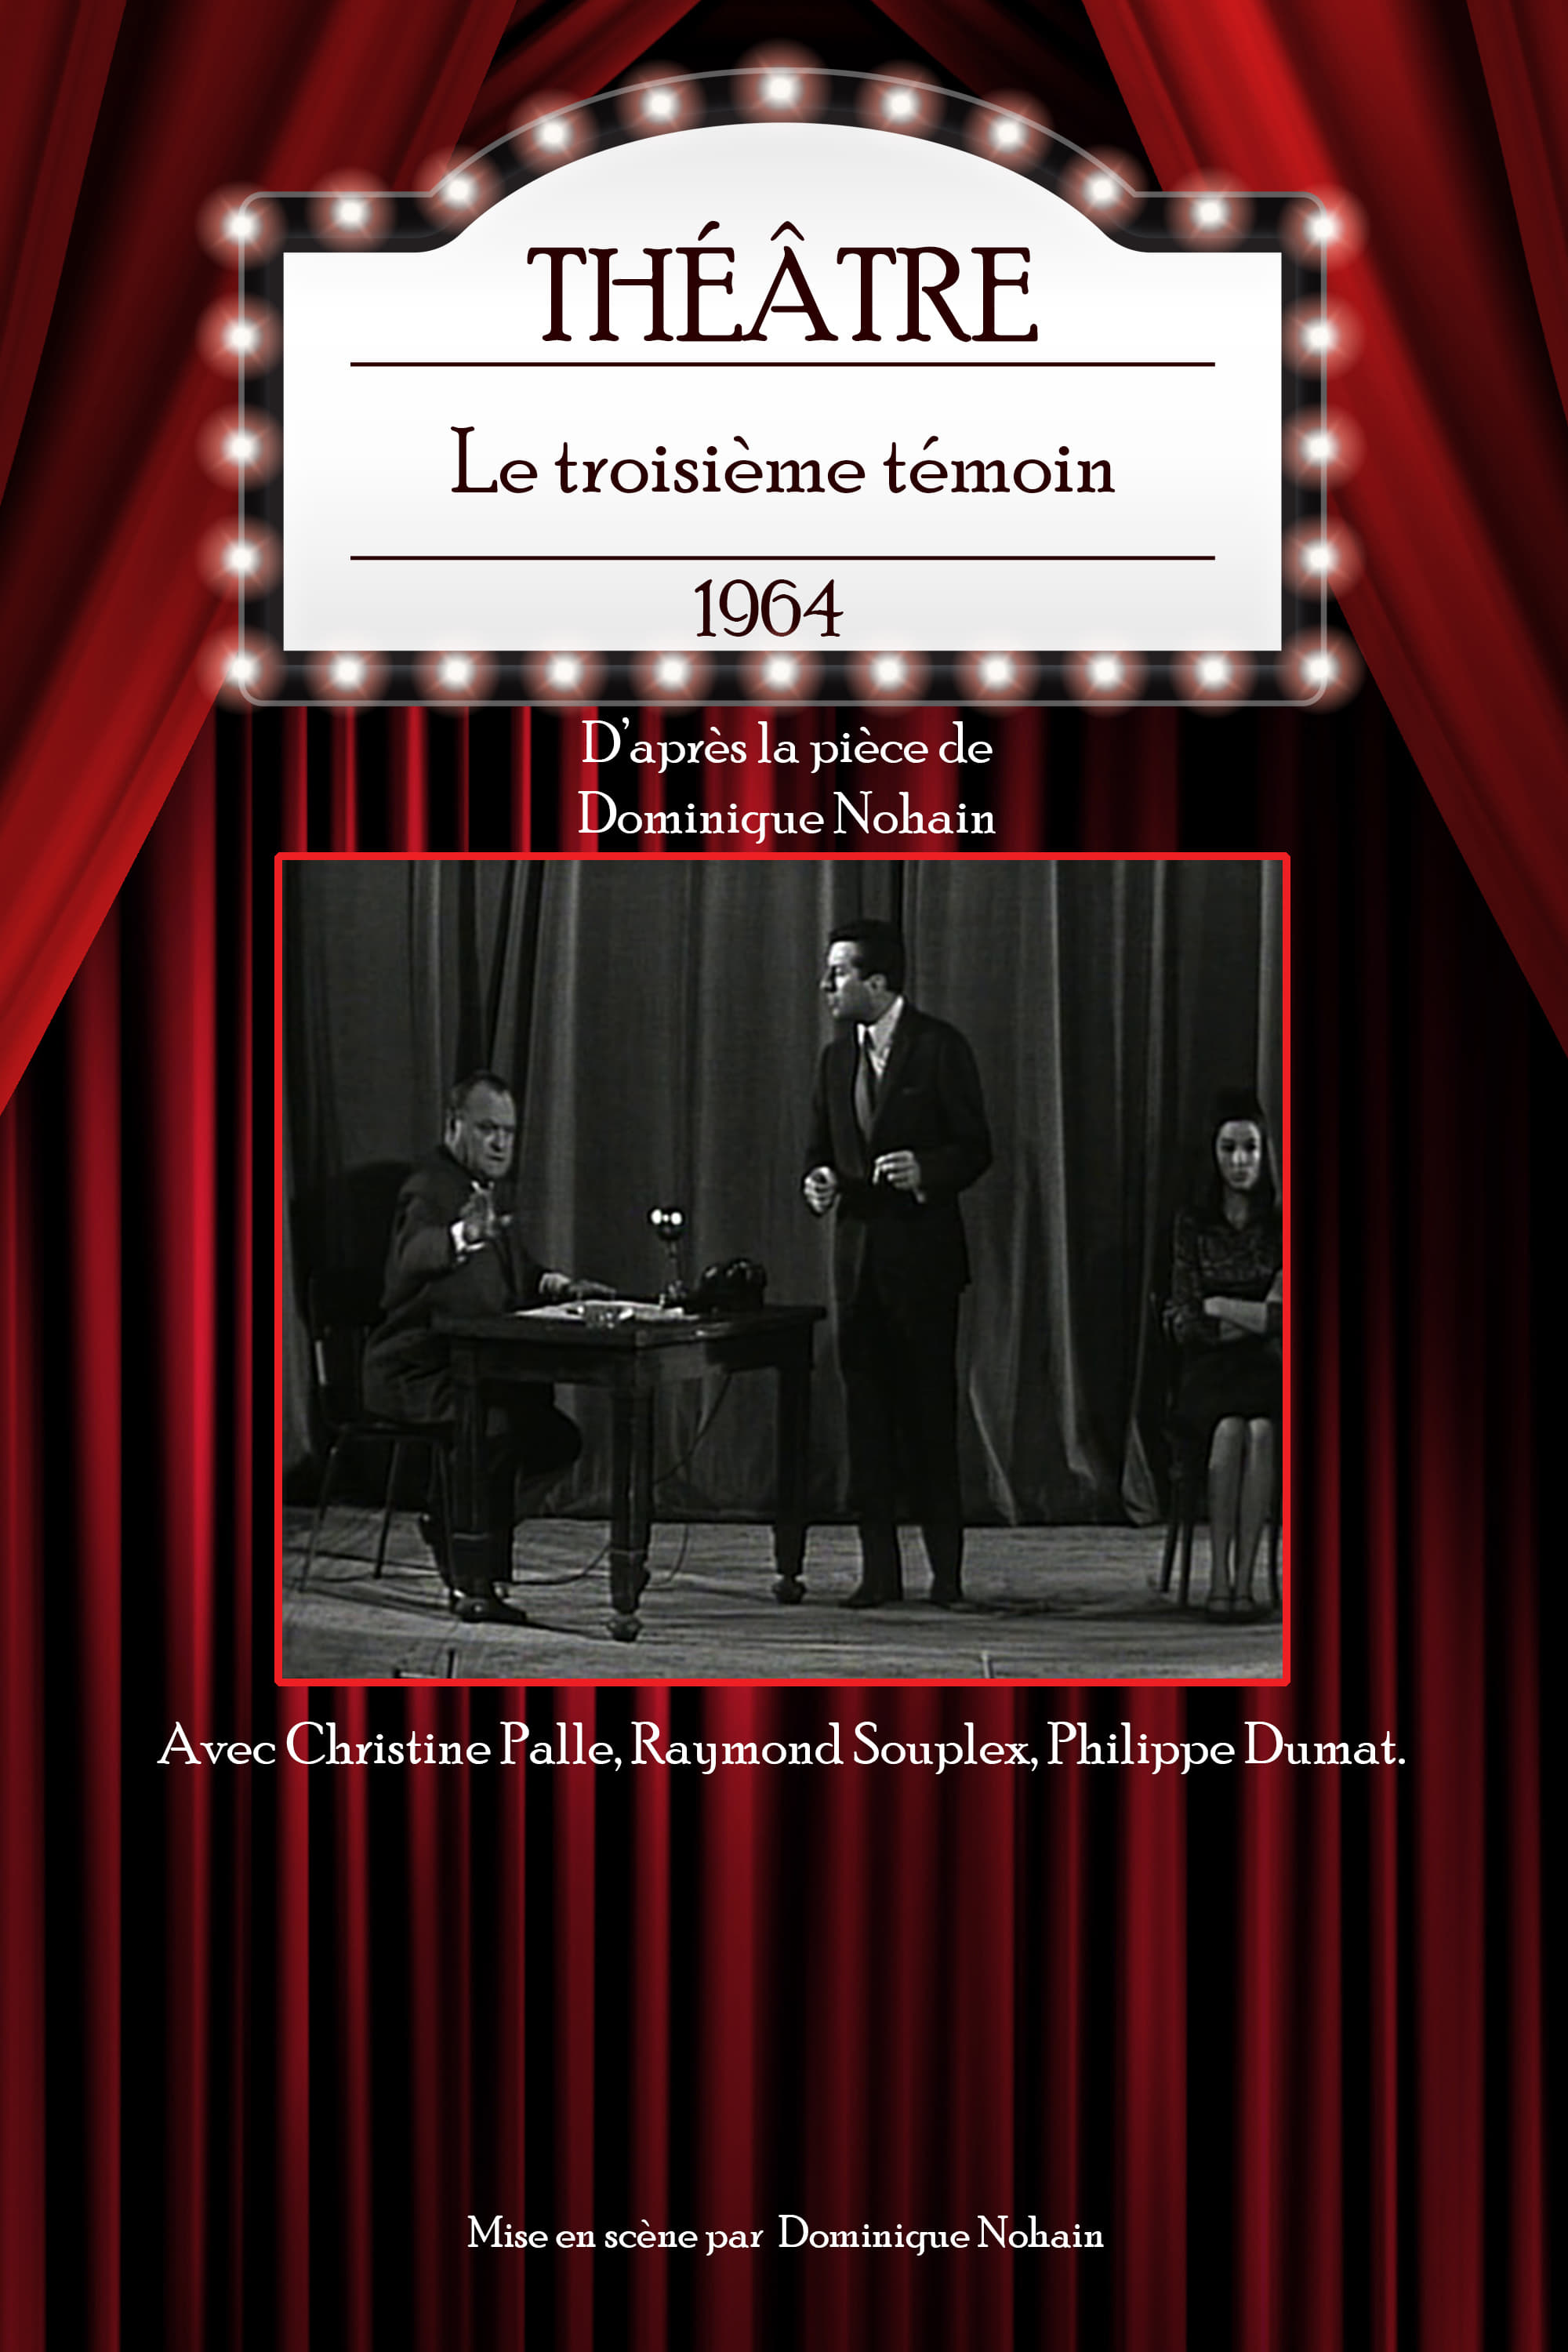 THÉÂTRE
Le troisième témoin
1964
D'après la pièce de
Dominique Nohain
Avec Christine Palle, Raymond Souplex, Philippe Dumat.
Mise en scène par Dominique Nohain